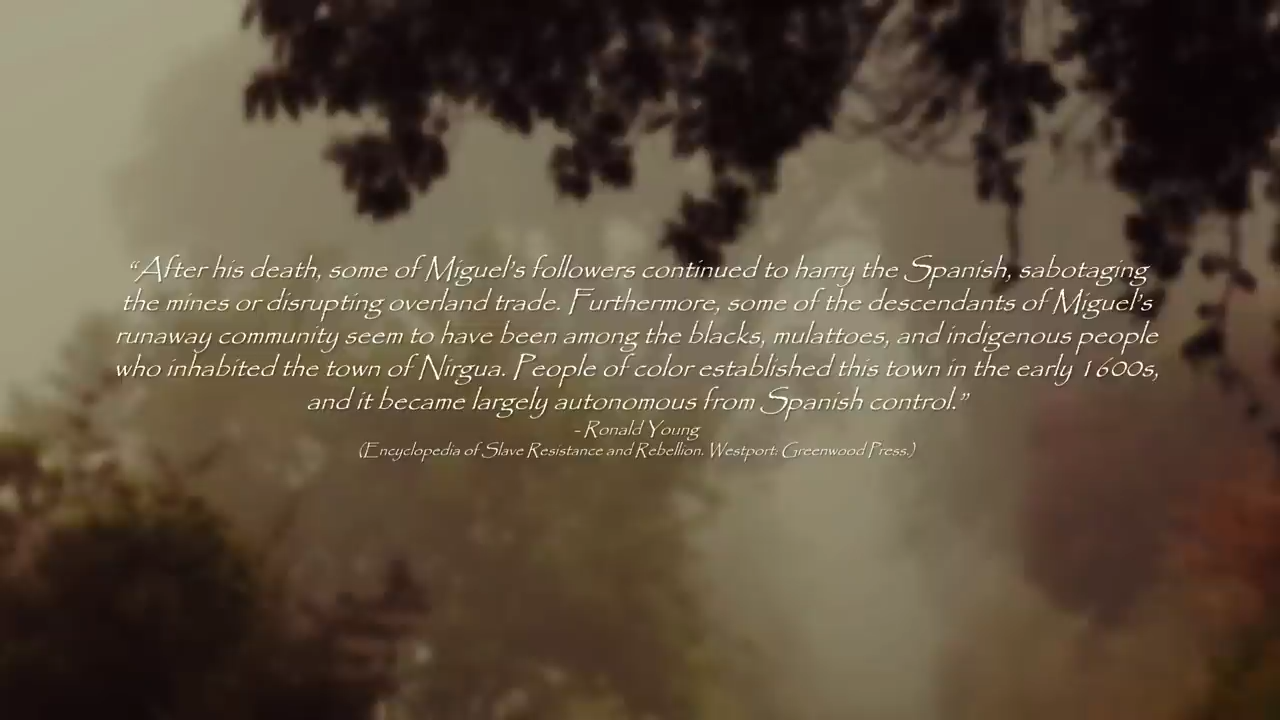 “After his death, some of Miguel’s followers continued to harry the Spanish, sabotaging
the mines or disrupting overland trade. Furthermore, some of the descendants of Miguel’s
runaway community seem to have been among the blacks, mulattoes, and indigenous people
who inhabited the town of Nirgua. People of color established this town in the early 1600s,
and it became largely autonomous from Spanish control.”
- Ronald Young
(Encyclopedia of Slave Resistance and Rebellion. Westport: Greenwood Press.)